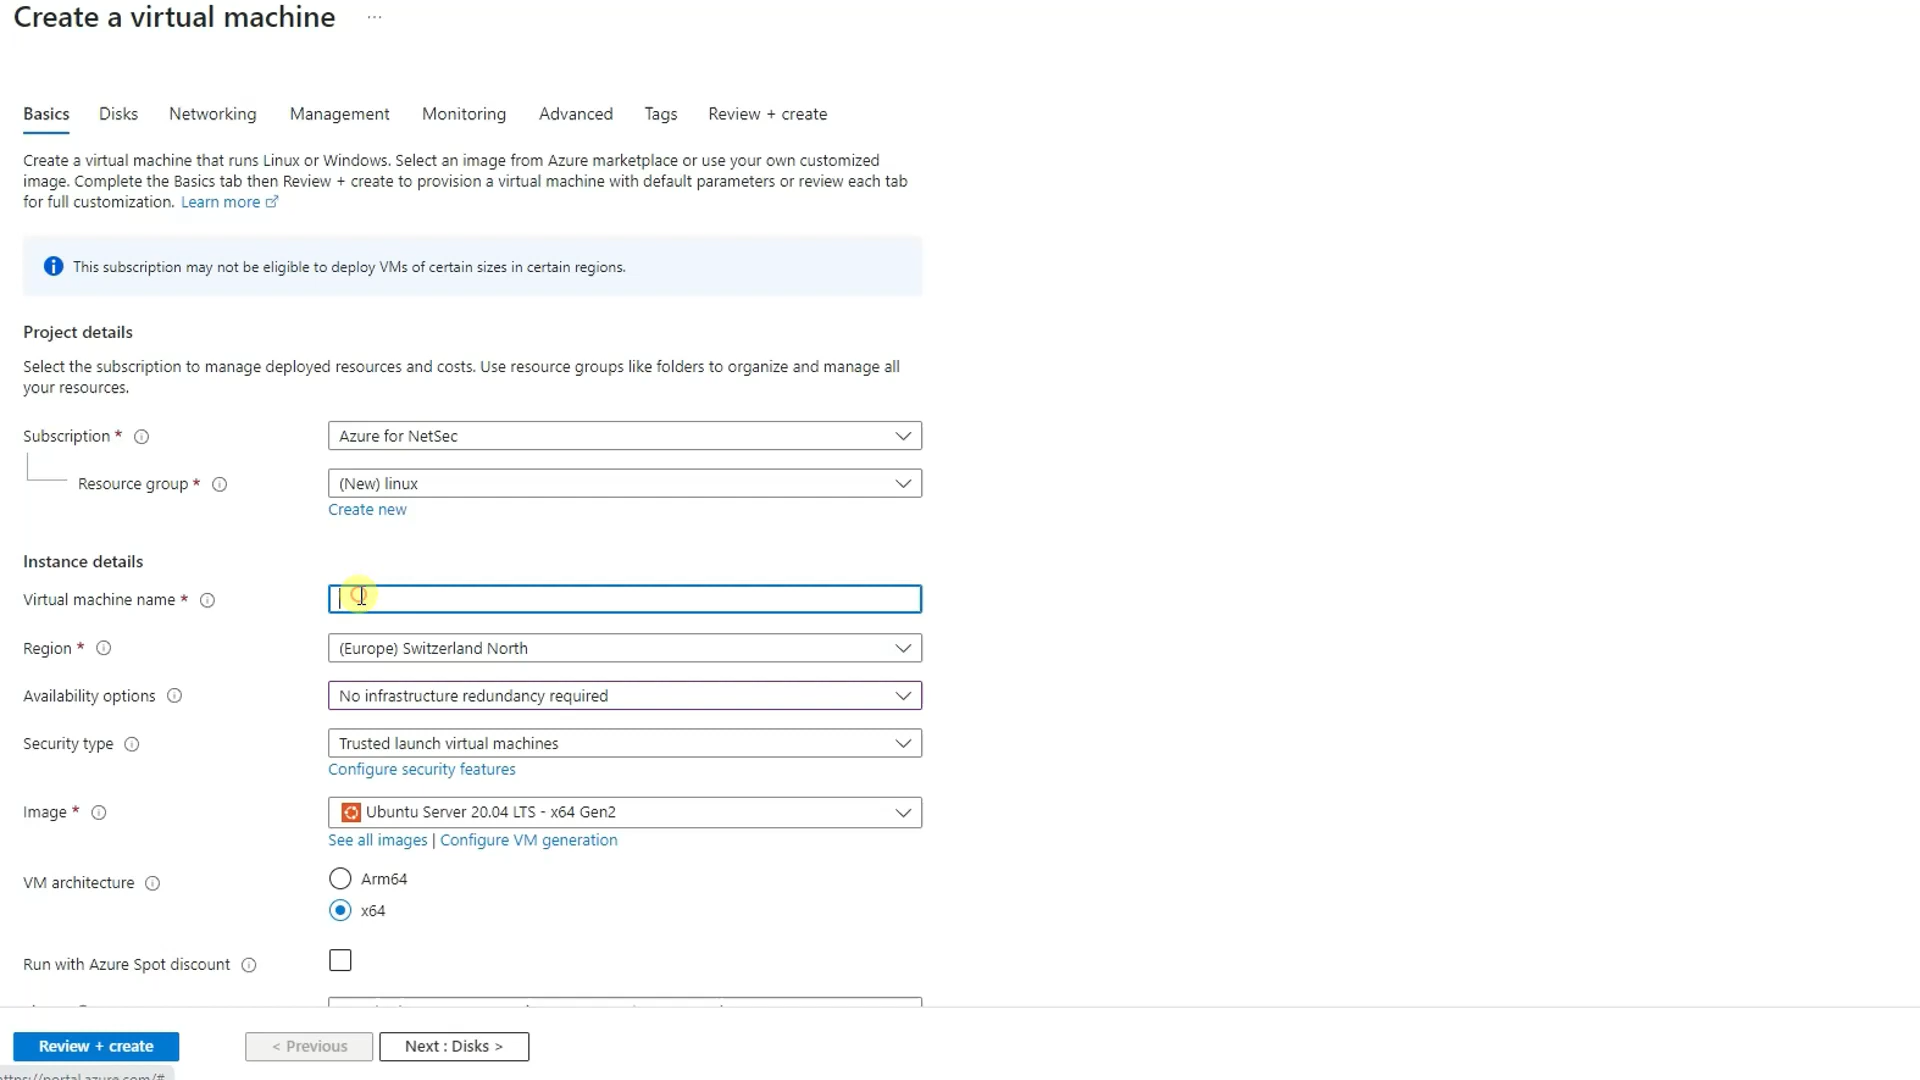 Create a virtual machine ...
Basics Disks Networking Management Monitoring Advanced Tags Review + create
Create a virtual machine that runs Linux or Windows. Select an image from Azure marketplace or use your own customized
image. Complete the Basics tab then Review + create to provision a virtual machine with default parameters or review each tab
for full customization. Learn more
This subscription may not be eligible to deploy VMs of certain sizes in certain regions.
Project details
Select the subscription to manage deployed resources and costs. Use resource groups like folders to organize and manage all
your resources.
Subscription * Azure for NetSec
Resource group * (New) linux
Create new
Instance details
Virtual machine name *
Region * (Europe) Switzerland North
Availability options No infrastructure redundancy required
Security type Trusted launch virtual machines
Configure security features
Image * Ubuntu Server 20.04 LTS - x64 Gen2
See all images | Configure VM generation
VM architecture Arm64
x64
Run with Azure Spot discount
Review + create < Previous Next : Disks >
https://portal.azure.com/#